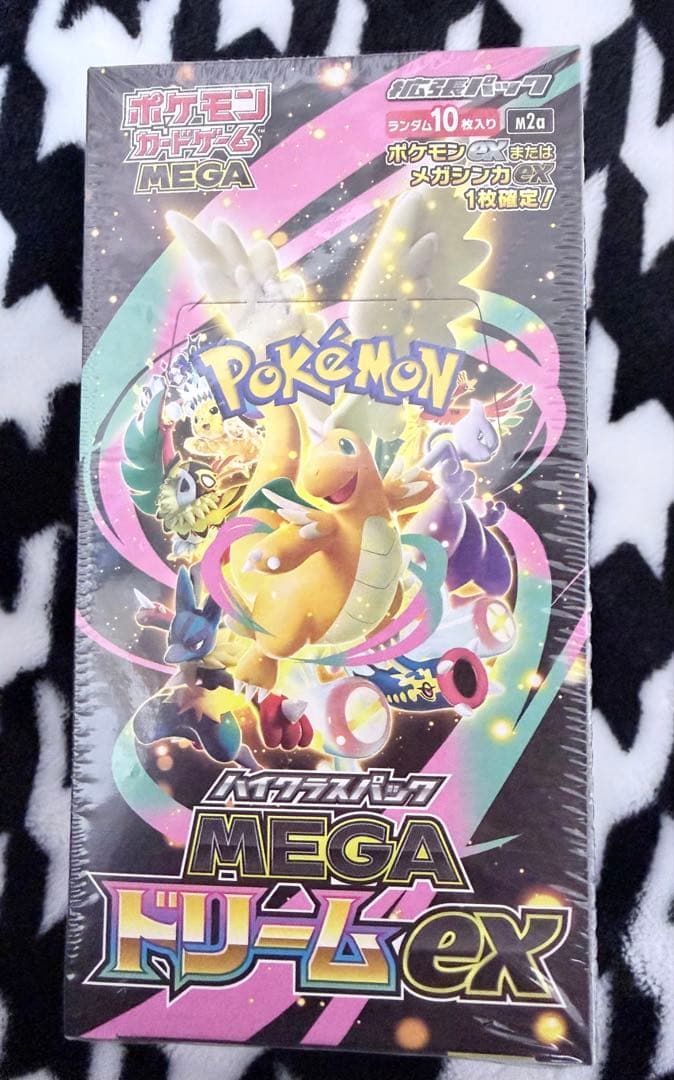 ポケモン
カードゲーム™
MEGA
拡張パック
ランダム10枚入り M2a
ポケモンexまたは
メガシンカex
1枚確定!
POKéMON™
ハイクラスパック
MEGA
ドリームex